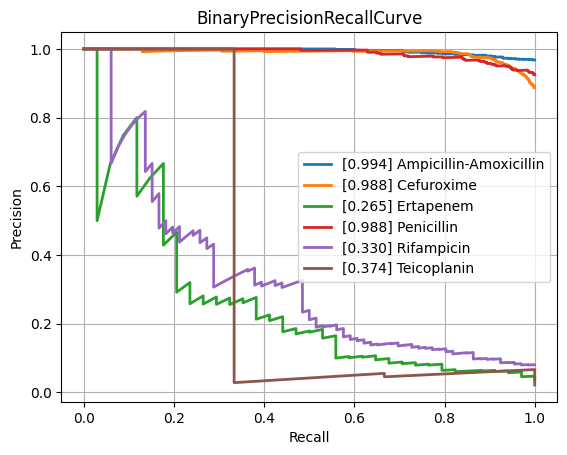 BinaryPrecisionRecallCurve
1.0
0.8
0.6
0.4
0.2
0.0
Precision
[0.994] Ampicillin-Amoxicillin
[0.988] Cefuroxime
[0.265] Ertapenem
[0.988] Penicillin
[0.330] Rifampicin
[0.374] Teicoplanin
0.0 0.2 0.4 0.6 0.8 1.0
Recall